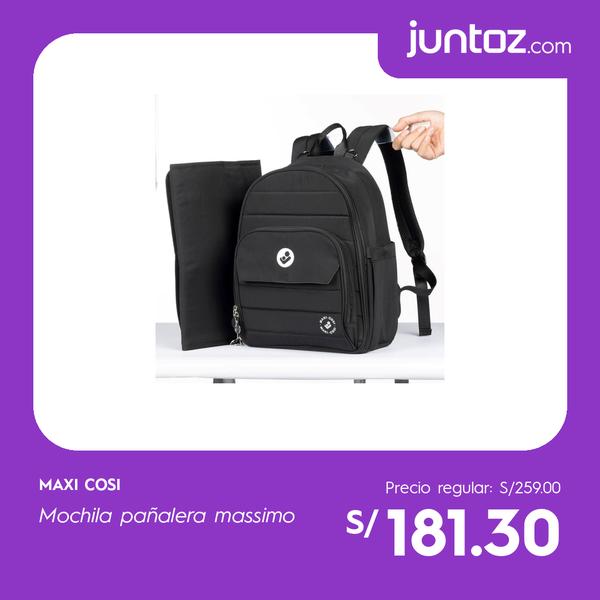 juntoz.com
MAXI COSI
Mochila pañalera massimo
Precio regular: S/259.00
S/181.30